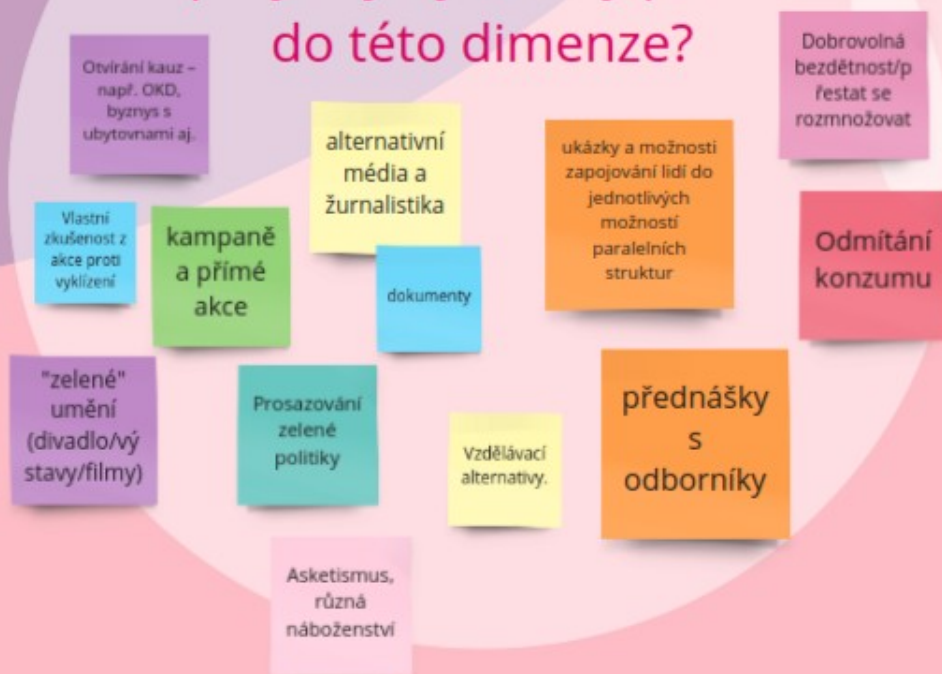 do této dimenze?
Otvírání kauz –
např. OKD,
byznys s
ubytovnami aj.
alternativní
média a
žurnalistika
ukázky a možnosti
zapojování lidí do
jednotlivých
možností
paralelních
struktur
Dobrovolná
bezdětnost/p
řestat se
rozmnožovat
Vlastní
zkušenost z
akce proti
vyklízení
kampaně
a přímé
akce
dokumenty
Odmítání
konzumu
"zelené"
umění
(divadlo/vý
stavy/filmy)
Prosazování
zelené
politiky
Vzdělávací
alternativy.
přednášky
s
odborníky
Asketismus,
různá
náboženství